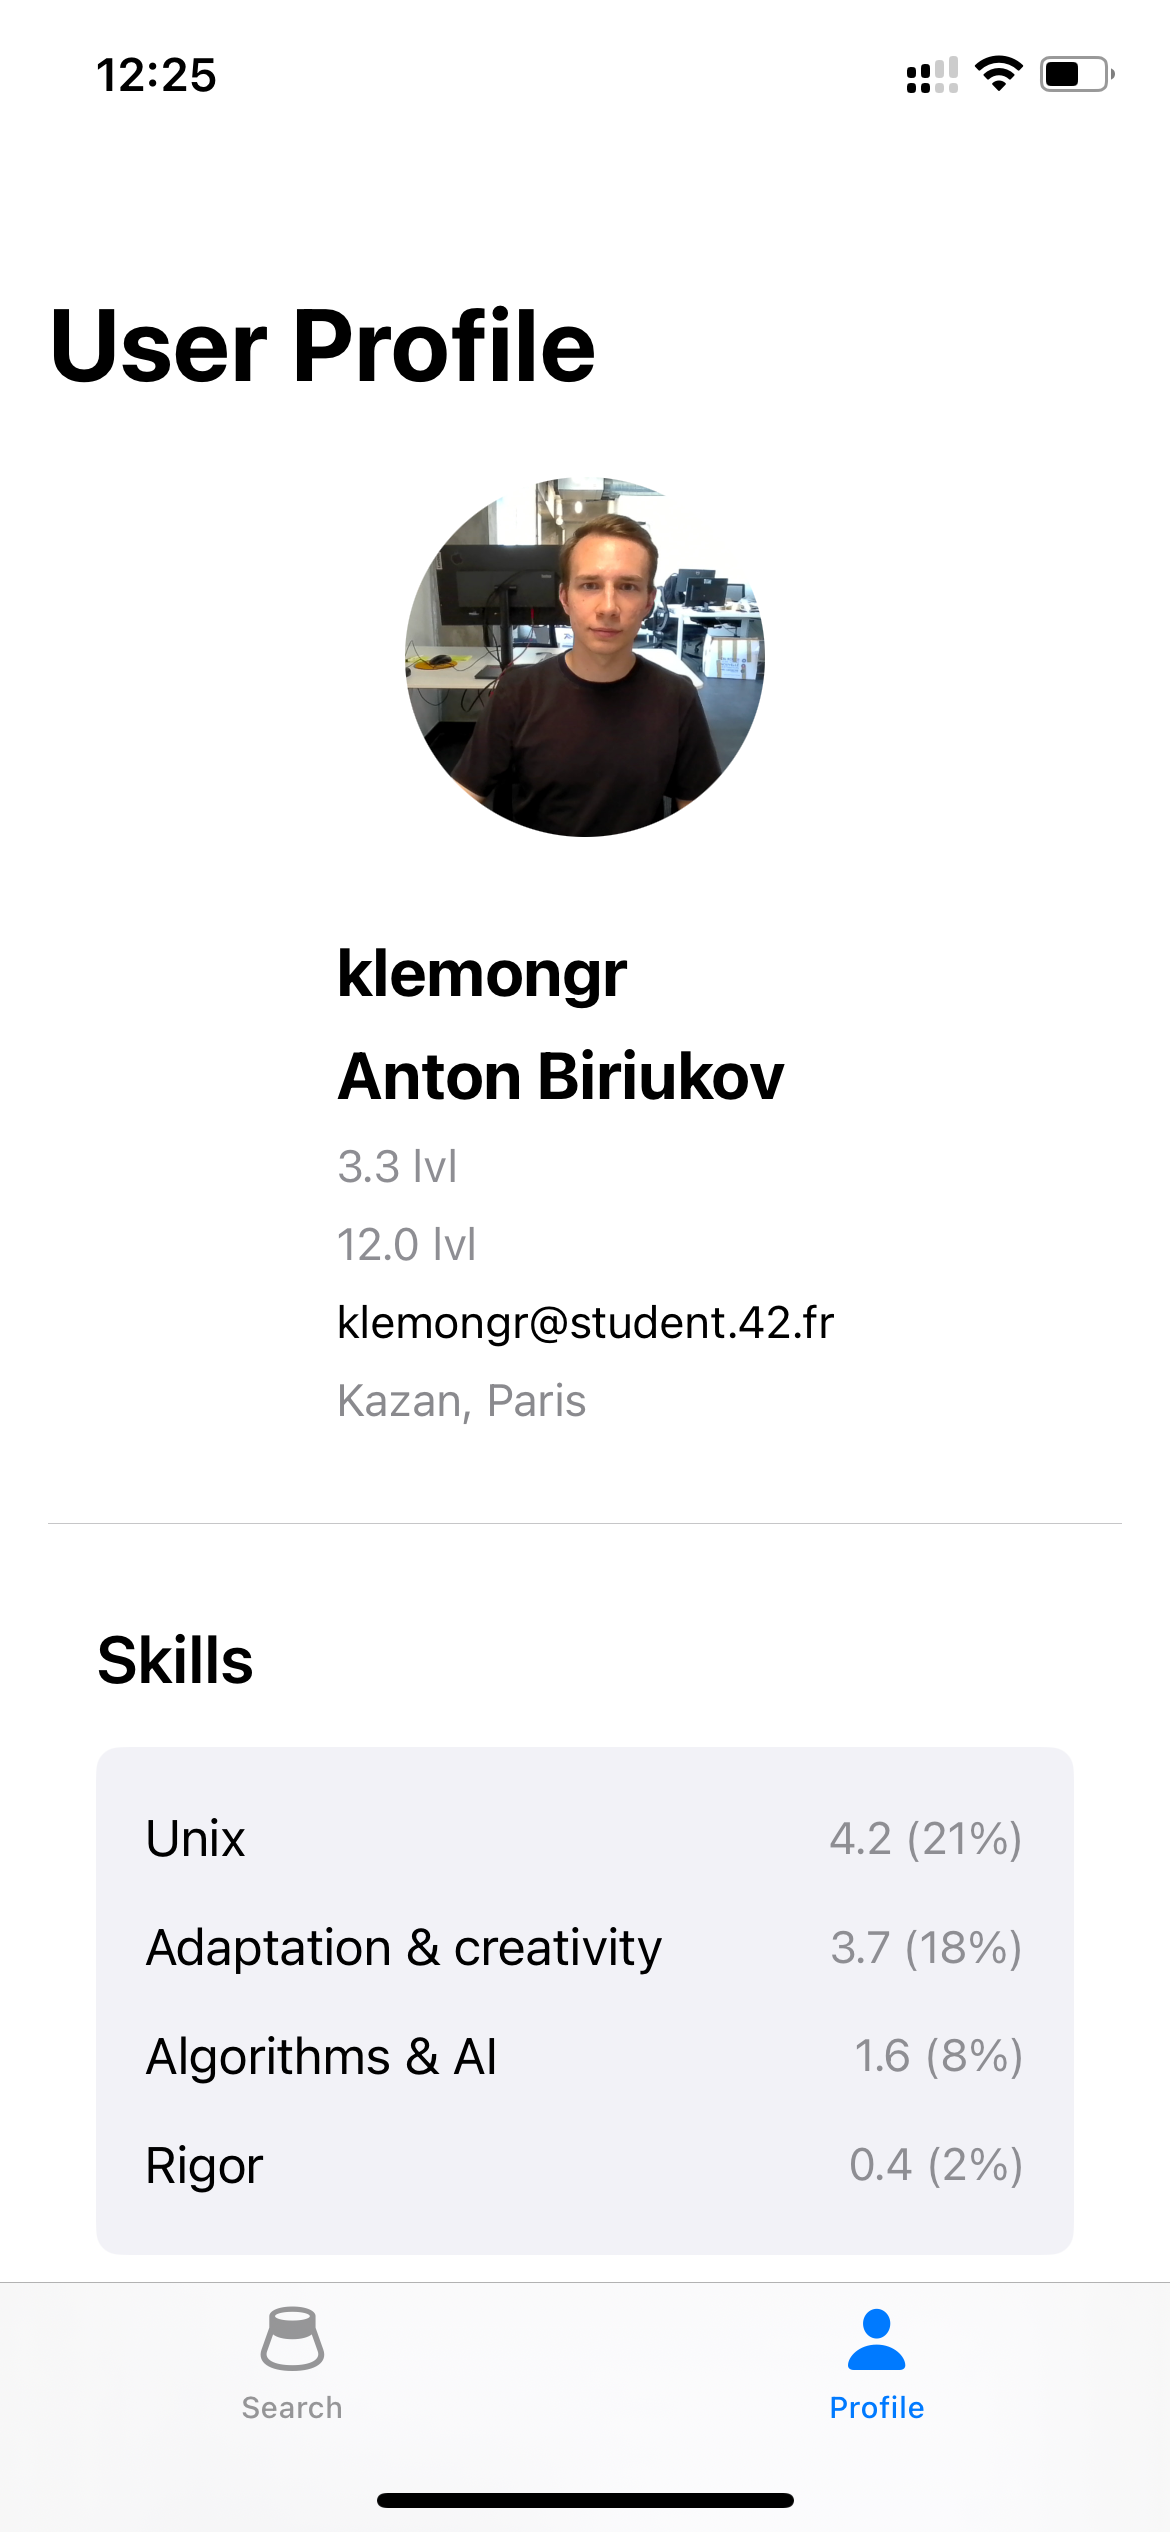 12:25
User Profile
klemongr
Anton Biriukov
3.3 lvl
12.0 lvl
klemongr@student.42.fr
Kazan, Paris
Skills
Unix 4.2 (21%)
Adaptation & creativity 3.7 (18%)
Algorithms & AI 1.6 (8%)
Rigor 0.4 (2%)
Search Profile